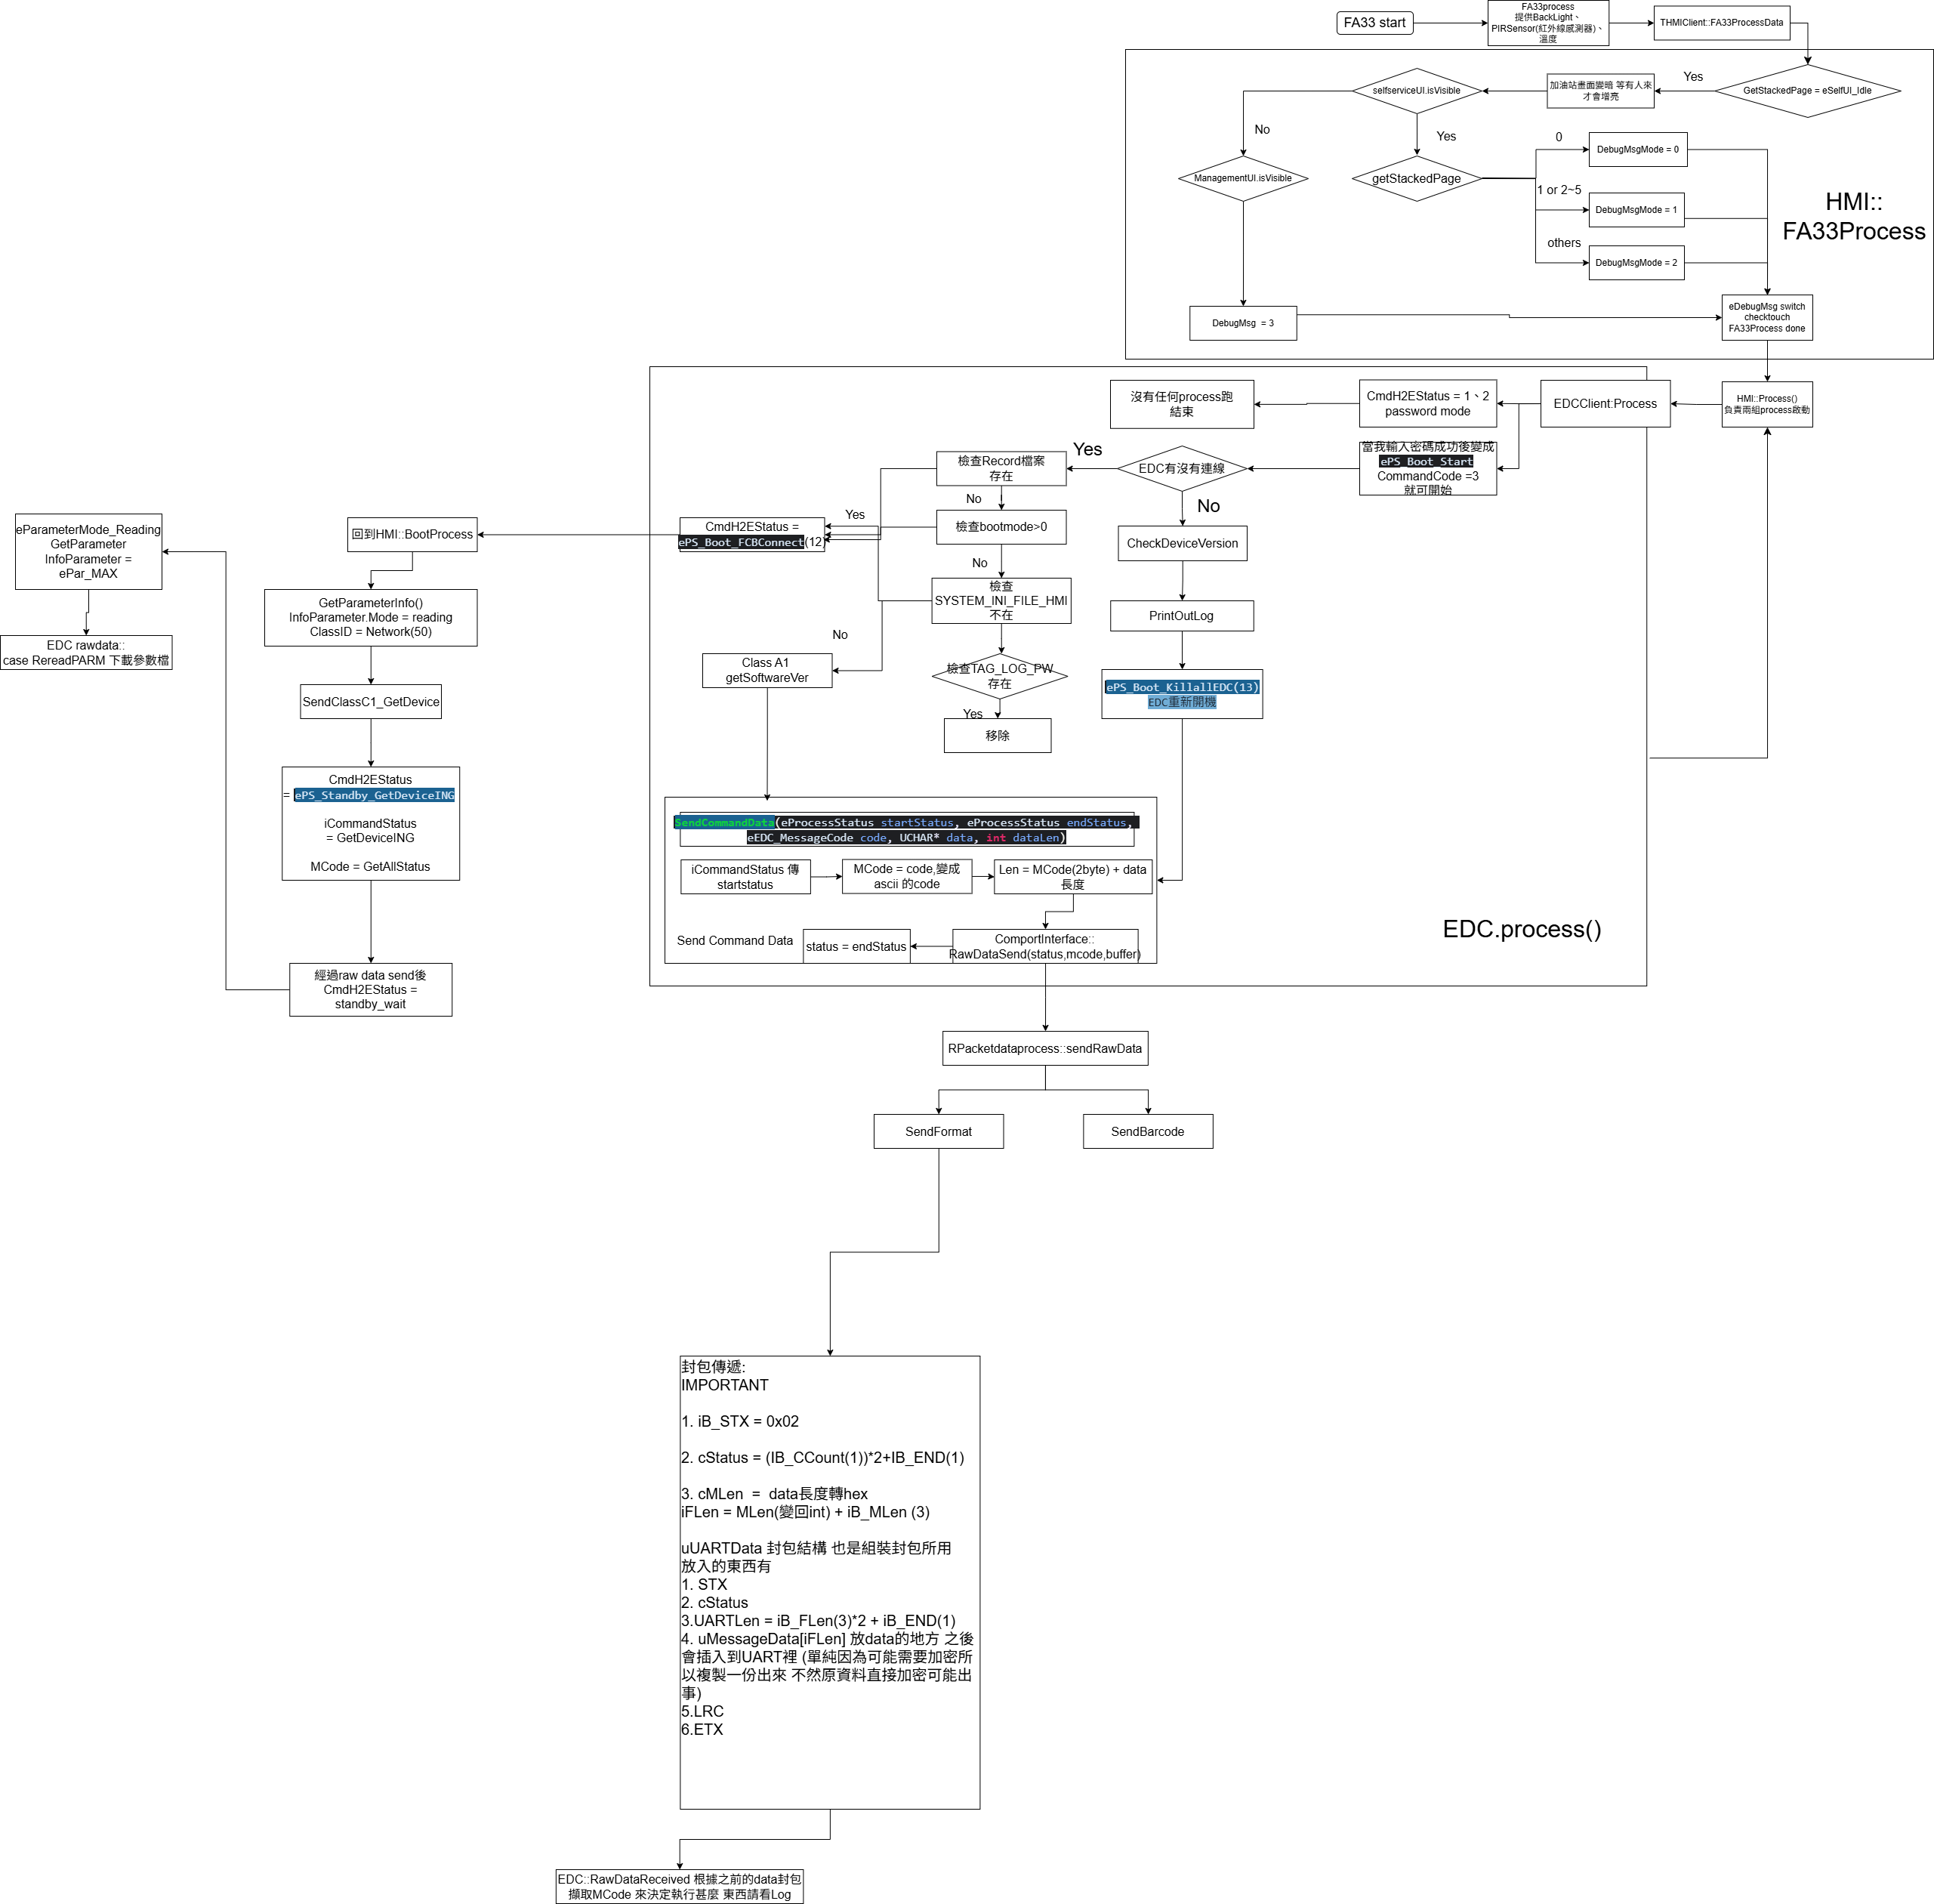 FA33 start
FA33process
提供BackLight、
PIRSensor(紅外線感測器)、
溫度
THMIClient::FA33ProcessData
GetStackedPage = eSelfUI_Idle
Yes
加油站畫面變暗 等有人來
才會增亮
selfserviceUI.isVisible
No
Yes
ManagementUI.isVisible
getStackedPage
0
DebugMsgMode = 0
1 or 2~5
DebugMsgMode = 1
others
DebugMsgMode = 2
HMI::
FA33Process
DebugMsg = 3
eDebugMsg switch
checktouch
FA33Process done
HMI::Process()
負責兩組process啟動
EDCClient:Process
CmdH2EStatus = 1、2
password mode
沒有任何process跑
結束
當我輸入密碼成功後變成
ePS_Boot_Start
CommandCode =3
就可開始
EDC有沒有連線
Yes
No
檢查Record檔案
存在
No
檢查bootmode>0
No
檢查
SYSTEM_INI_FILE_HMI
不在
檢查TAG_LOG_PW
存在
Yes
移除
CheckDeviceVersion
PrintOutLog
ePS_Boot_KillallEDC(13)
EDC重新開機
Yes
CmdH2EStatus =
ePS_Boot_FCBConnect(12)
No
Class A1
getSoftwareVer
回到HMI::BootProcess
GetParameterInfo()
InfoParameter.Mode = reading
ClassID = Network(50)
SendClassC1_GetDevice
CmdH2EStatus
= ePS_Standby_GetDeviceING
iCommandStatus
= GetDeviceING
MCode = GetAllStatus
經過raw data send後
CmdH2EStatus =
standby_wait
eParameterMode_Reading
GetParameter
InfoParameter =
ePar_MAX
EDC rawdata::
case RereadPARM 下載參數檔
SendCommandData(eProcessStatus startStatus, eProcessStatus endStatus,
eEDC_MessageCode code, UCHAR* data, int dataLen)
iCommandStatus 傳
startstatus
MCode = code,變成
ascii 的code
Len = MCode(2byte) + data
長度
Send Command Data
status = endStatus
ComportInterface::
RawDataSend(status,mcode,buffer)
EDC.process()
RPacketdataprocess::sendRawData
SendFormat
SendBarcode
封包傳遞:
IMPORTANT
1. iB_STX = 0x02
2. cStatus = (IB_CCount(1))*2+IB_END(1)
3. cMLen = data長度轉hex
iFLen = MLen(變回int) + iB_MLen (3)
uUARTData 封包結構 也是組裝封包所用
放入的東西有
1. STX
2. cStatus
3.UARTLen = iB_FLen(3)*2 + iB_END(1)
4. uMessageData[iFLen] 放data的地方 之後
會插入到UART裡 (單純因為可能需要加密所
以複製一份出來 不然原資料直接加密可能出
事)
5.LRC
6.ETX
EDC::RawDataReceived 根據之前的data封包
擷取MCode 來決定執行甚麼 東西請看Log